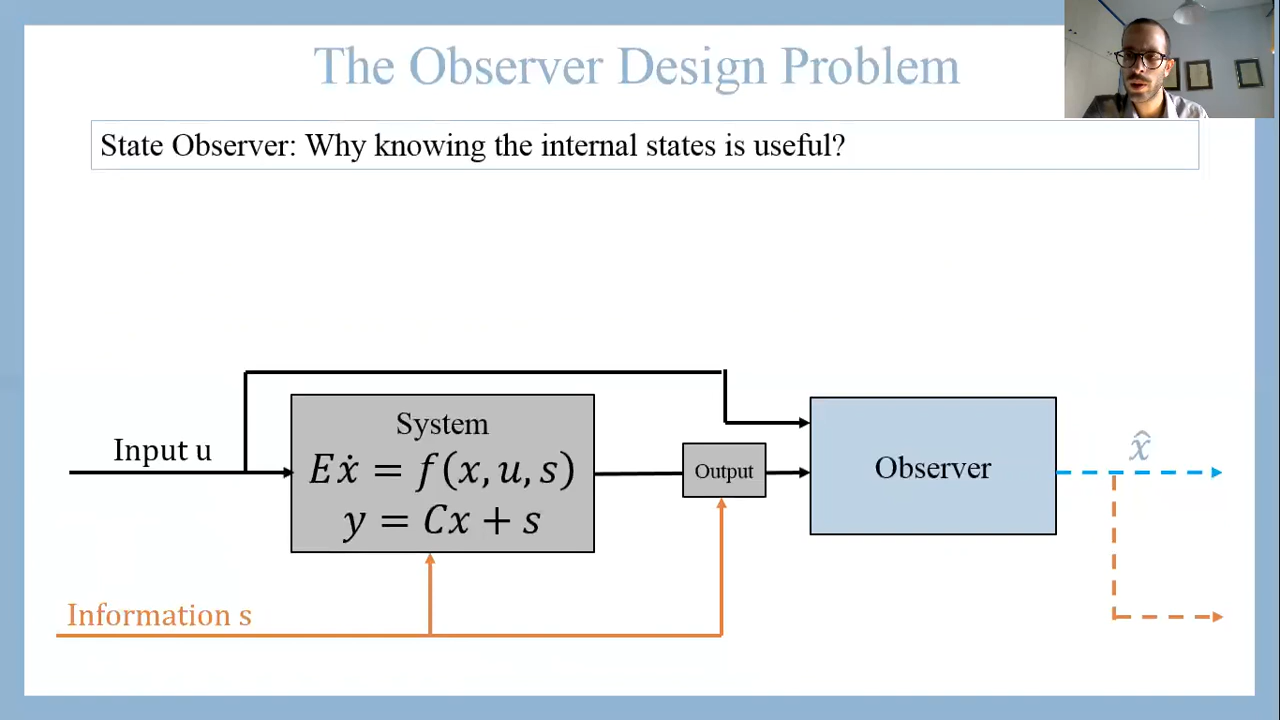 The Observer Design Problem
State Observer: Why knowing the internal states is useful?
Input u
System
Eẋ = f(x, u, s)
y = Cx + s
Output
Observer
x̂
Information s